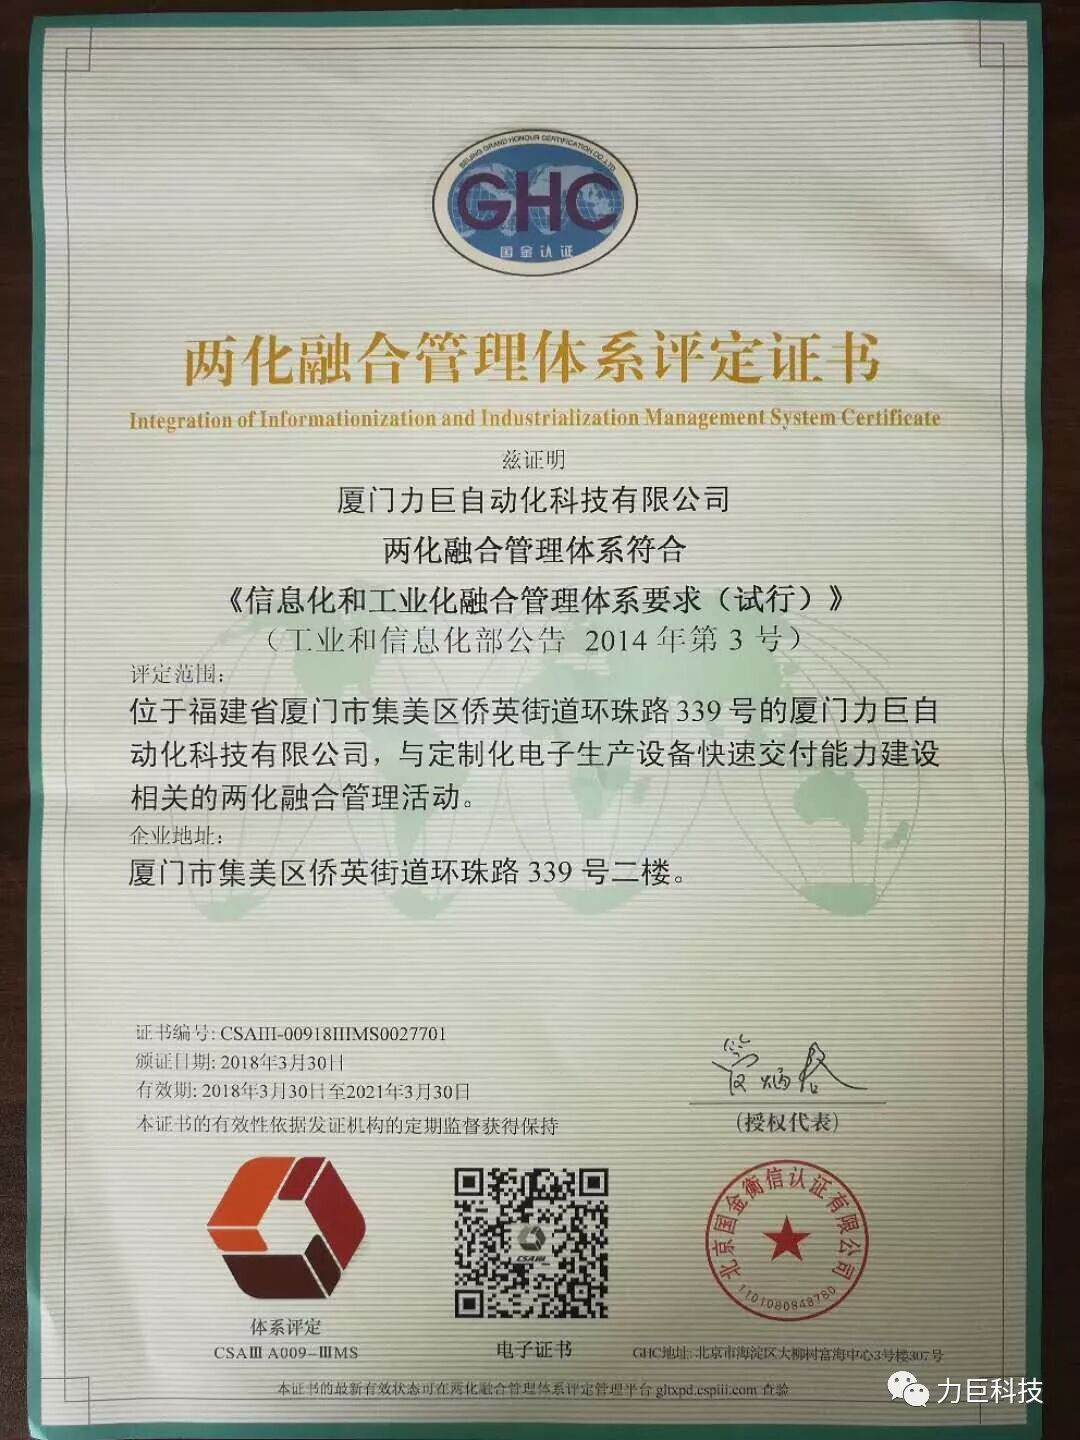 BEIJING GRAND HONOUR CERTIFICATION CO.,LTD
GHC
国金认证
两化融合管理体系评定证书
Integration of Informationization and Industrialization Management System Certificate
兹证明
厦门力巨自动化科技有限公司
两化融合管理体系符合
《信息化和工业化融合管理体系要求（试行）》
（工业和信息化部公告 2014 年第 3 号）
评定范围：
位于福建省厦门市集美区侨英街道环珠路 339 号的厦门力巨自
动化科技有限公司，与定制化电子生产设备快速交付能力建设
相关的两化融合管理活动。
企业地址：
厦门市集美区侨英街道环珠路 339 号二楼。
证书编号: CSAIII-00918IIIMS0027701
颁证日期: 2018年3月30日
有效期: 2018年3月30日至2021年3月30日
本证书的有效性依据发证机构的定期监督获得保持
(授权代表)
体系评定
CSAⅢ A009-ⅢMS
CSAⅢ
电子证书
北京国金衡信认证有限公司
1101080848780
GHC地址: 北京市海淀区大柳树富海中心3号楼307号
本证书的最新有效状态可在两化融合管理体系评定管理平台 gltxpd.cspiii.com 查验
力巨科技